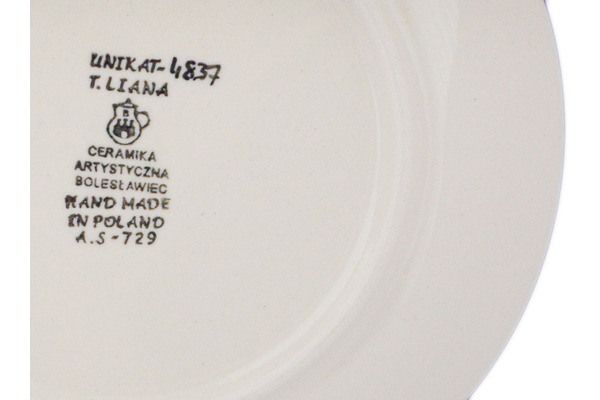 UNIKAT-4837
T. LIANA
B
CERAMIKA
ARTYSTYCZNA
BOLESŁAWIEC
HAND MADE
IN POLAND
A.S-729